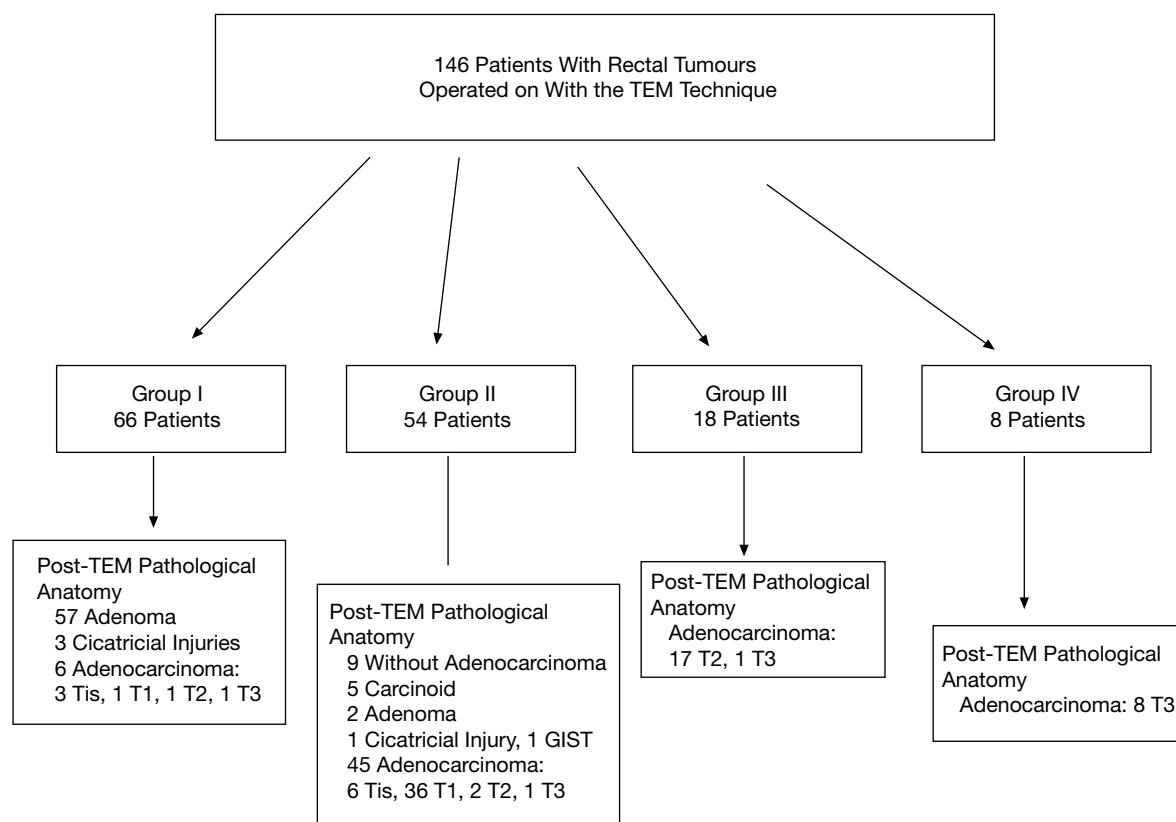 146 Patients With Rectal Tumours
Operated on With the TEM Technique
Group I
66 Patients
Group II
54 Patients
Group III
18 Patients
Group IV
8 Patients
Post-TEM Pathological
Anatomy
57 Adenoma
3 Cicatricial Injuries
6 Adenocarcinoma:
3 Tis, 1 T1, 1 T2, 1 T3
Post-TEM Pathological
Anatomy
9 Without Adenocarcinoma
5 Carcinoid
2 Adenoma
1 Cicatricial Injury, 1 GIST
45 Adenocarcinoma:
6 Tis, 36 T1, 2 T2, 1 T3
Post-TEM Pathological
Anatomy
Adenocarcinoma:
17 T2, 1 T3
Post-TEM Pathological
Anatomy
Adenocarcinoma: 8 T3